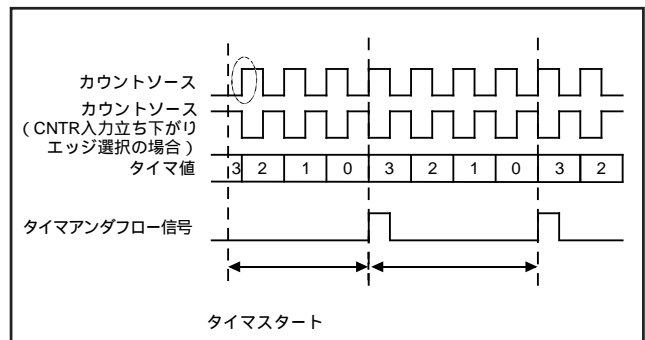 カウントソース
カウントソース
(CNTR入力立ち下がり
エッジ選択の場合)
タイマ値 3 2 1 0 3 2 1 0 3 2
タイマアンダフロー信号
タイマスタート